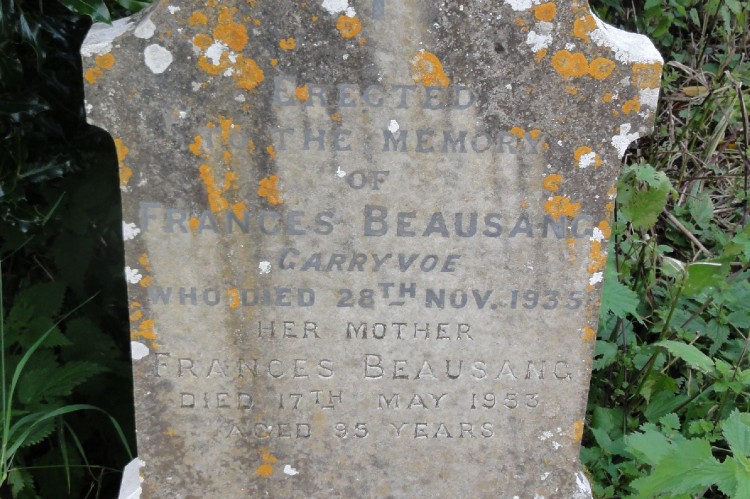 ERECTED
TO THE MEMORY
OF
FRANCES BEAUSANG
GARRYVOE
WHO DIED 28TH NOV. 1935
HER MOTHER
FRANCES BEAUSANG
DIED 17TH MAY 1953
AGED 95 YEARS